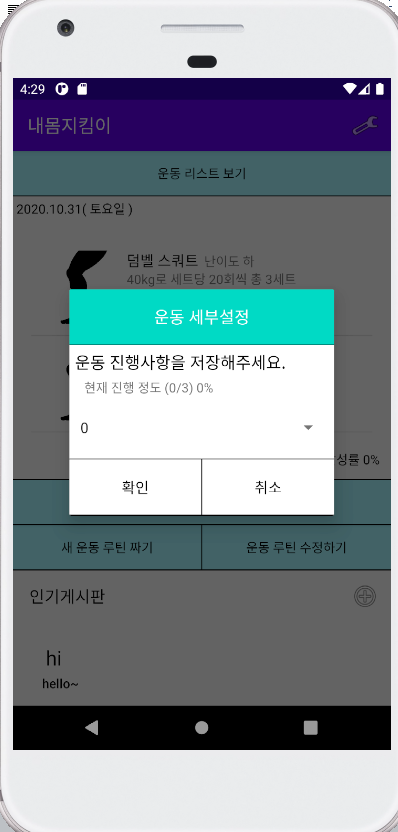 4:29
내몸지킴이
운동 리스트 보기
2020.10.31( 토요일 )
덤벨 스쿼트 난이도 하
40kg로 세트당 20회씩 총 3세트
운동 세부설정
운동 진행사항을 저장해주세요.
현재 진행 정도 (0/3) 0%
0
성률 0%
확인 취소
새 운동 루틴 짜기 운동 루틴 수정하기
인기게시판
hi
hello~